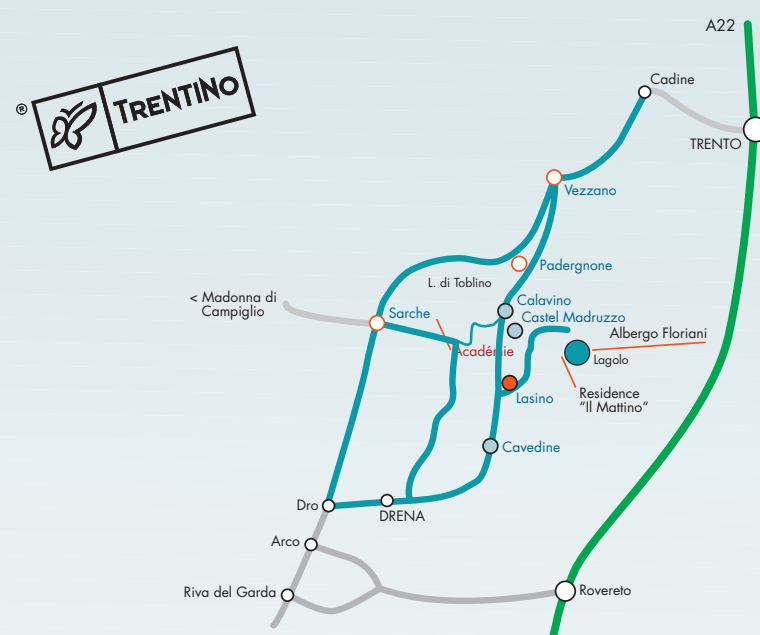 A22
Cadine
®
TRENTINO
TRENTO
Vezzano
Padergnone
L. di Toblino
< Madonna di
Campiglio
Calavino
Sarche
Castel Madruzzo
Albergo Floriani
Académie
Lagolo
Residence
"Il Mattino"
Lasino
Cavedine
Dro
DRENA
Arco
Riva del Garda
Rovereto